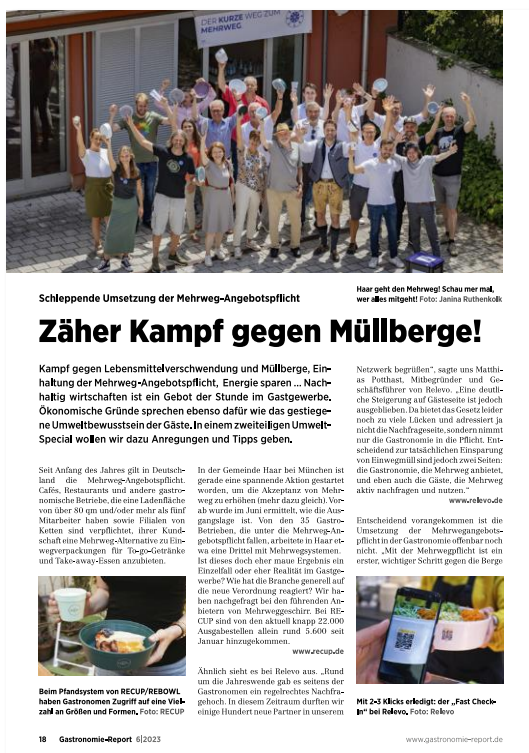 DER KURZE WEG ZUM
MEHRWEG
Schleppende Umsetzung der Mehrweg-Angebotspflicht
Haar geht den Mehrweg! Schau mer mal,
wer alles mitgeht! Foto: Janina Ruthenkolk
Zäher Kampf gegen Müllberge!
Kampf gegen Lebensmittelverschwendung und Müllberge, Ein-
haltung der Mehrweg-Angebotspflicht, Energie sparen ... Nach-
haltig wirtschaften ist ein Gebot der Stunde im Gastgewerbe.
Ökonomische Gründe sprechen ebenso dafür wie das gestiege-
ne Umweltbewusstsein der Gäste. In einem zweiteiligen Umwelt-
Special wollen wir dazu Anregungen und Tipps geben.
Seit Anfang des Jahres gilt in Deutsch-
land die Mehrweg-Angebotspflicht.
Cafés, Restaurants und andere gastro-
nomische Betriebe, die eine Ladenfläche
von über 80 qm und/oder mehr als fünf
Mitarbeiter haben sowie Filialen von
Ketten sind verpflichtet, ihrer Kund-
schaft eine Mehrweg-Alternative zu Ein-
wegverpackungen für To-go-Getränke
und Take-away-Essen anzubieten.
Beim Pfandsystem von RECUP/REBOWL
haben Gastronomen Zugriff auf eine Viel-
zahl an Größen und Formen. Foto: RECUP
In der Gemeinde Haar bei München ist
gerade eine spannende Aktion gestartet
worden, um die Akzeptanz von Mehr-
weg zu erhöhen (mehr dazu gleich). Vor-
ab wurde im Juni ermittelt, wie die Aus-
gangslage ist. Von den 35 Gastro-
Betrieben, die unter die Mehrweg-An-
gebotspflicht fallen, arbeitete in Haar et-
wa eine Drittel mit Mehrwegsystemen.
Ist dieses doch eher maue Ergebnis ein
Einzelfall oder eher Realität im Gastge-
werbe? Wie hat die Branche generell auf
die neue Verordnung reagiert? Wir ha-
ben nachgefragt bei den führenden An-
bietern von Mehrweggeschirr. Bei RE-
CUP sind von den aktuell knapp 22.000
Ausgabestellen allein rund 5.600 seit
Januar hinzugekommen.
www.recup.de
Ähnlich sieht es bei Relevo aus. „Rund
um die Jahreswende gab es seitens der
Gastronomen ein regelrechtes Nachfra-
gehoch. In diesem Zeitraum durften wir
einige Hundert neue Partner in unserem
Netzwerk begrüßen“, sagte uns Matthi-
as Potthast, Mitbegründer und Ge-
schäftsführer von Relevo. „Eine deutli-
che Steigerung auf Gästeseite ist jedoch
ausgeblieben. Da bietet das Gesetz leider
noch zu viele Lücken und adressiert ja
nicht die Nachfrageseite, sondern nimmt
nur die Gastronomie in die Pflicht. Ent-
scheidend zur tatsächlichen Einsparung
von Einwegmüll sind jedoch zwei Seiten:
die Gastronomie, die Mehrweg anbietet,
und eben auch die Gäste, die Mehrweg
aktiv nachfragen und nutzen.“
www.relevo.de
Entscheidend vorangekommen ist die
Umsetzung der Mehrwegangebots-
pflicht in der Gastronomie offenbar noch
nicht. „Mit der Mehrwegpflicht ist ein
erster, wichtiger Schritt gegen die Berge
Mit 2-3 Klicks erledigt: der „Fast Check-
In“ bei Relevo. Foto: Relevo
18 Gastronomie-Report 6|2023
www.gastronomie-report.de